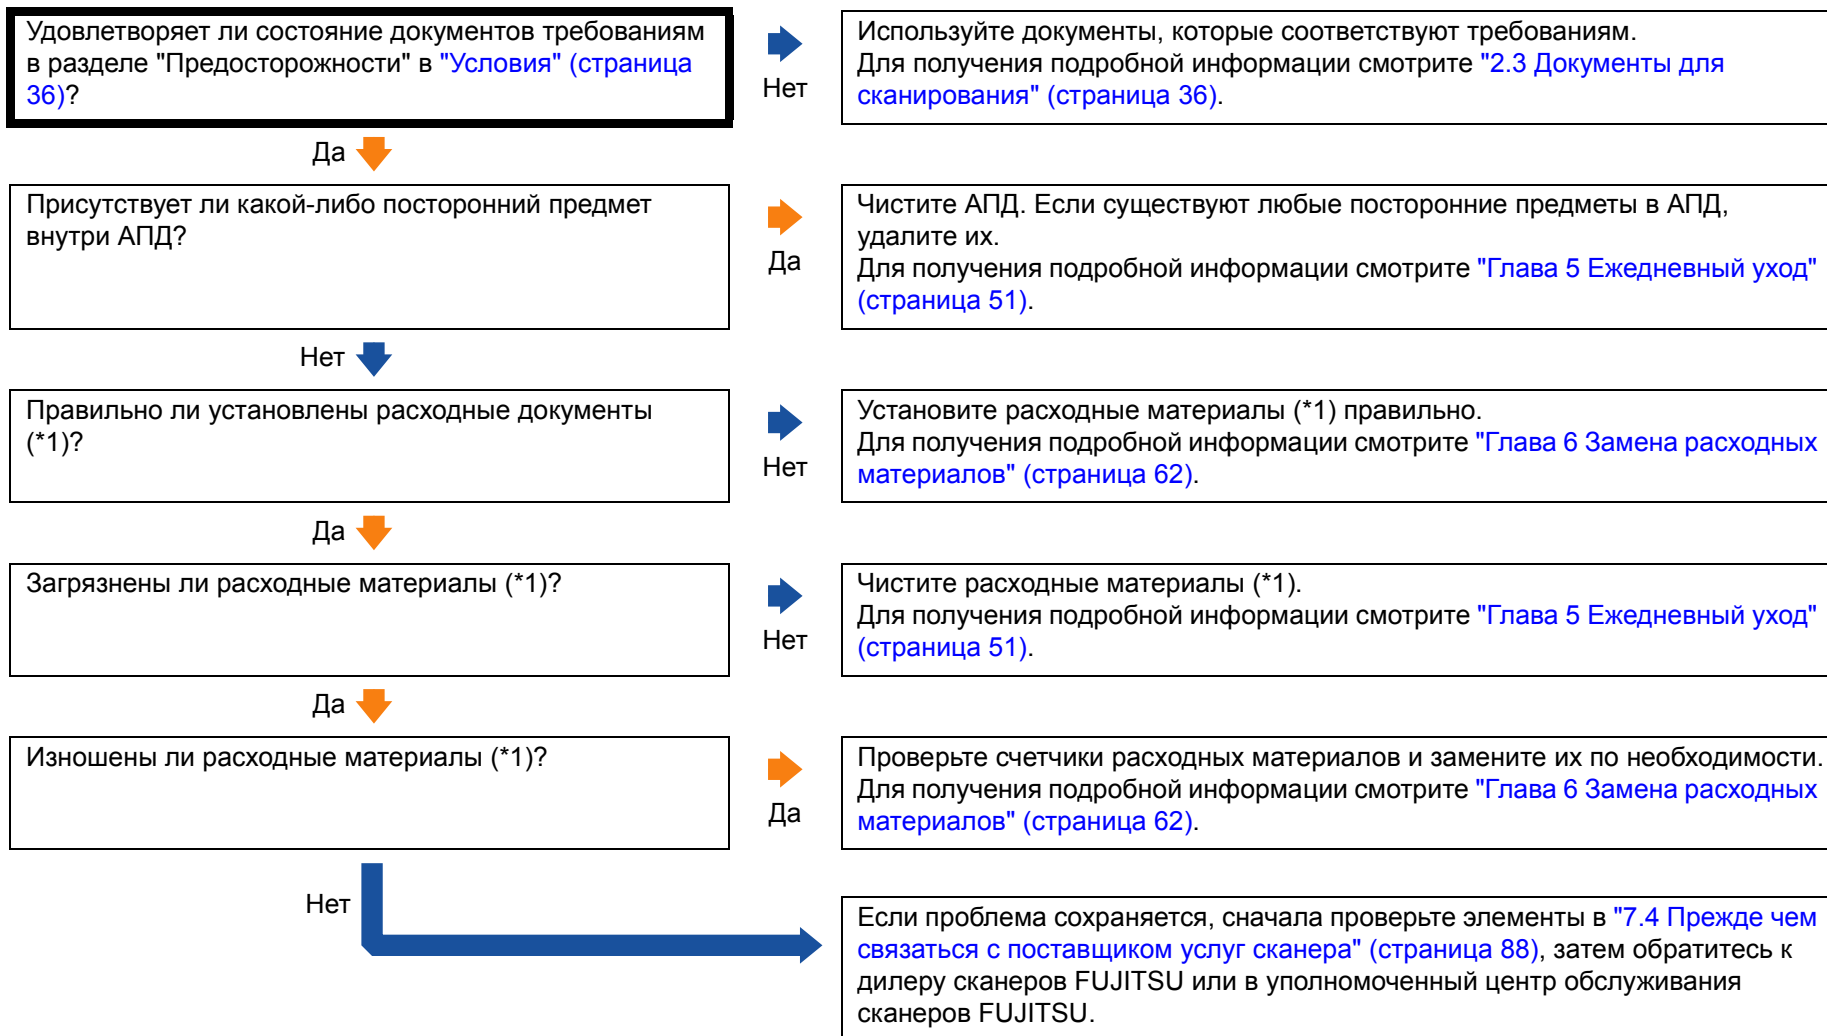 Удовлетворяет ли состояние документов требованиям
в разделе "Предосторожности" в "Условия" (страница
36)?
Нет
Используйте документы, которые соответствуют требованиям.
Для получения подробной информации смотрите "2.3 Документы для
сканирования" (страница 36).
Да
Присутствует ли какой-либо посторонний предмет
внутри АПД?
Да
Чистите АПД. Если существуют любые посторонние предметы в АПД,
удалите их.
Для получения подробной информации смотрите "Глава 5 Ежедневный уход"
(страница 51).
Нет
Правильно ли установлены расходные документы
(*1)?
Нет
Установите расходные материалы (*1) правильно.
Для получения подробной информации смотрите "Глава 6 Замена расходных
материалов" (страница 62).
Да
Загрязнены ли расходные материалы (*1)?
Нет
Чистите расходные материалы (*1).
Для получения подробной информации смотрите "Глава 5 Ежедневный уход"
(страница 51).
Да
Изношены ли расходные материалы (*1)?
Да
Проверьте счетчики расходных материалов и замените их по необходимости.
Для получения подробной информации смотрите "Глава 6 Замена расходных
материалов" (страница 62).
Нет
Если проблема сохраняется, сначала проверьте элементы в "7.4 Прежде чем
связаться с поставщиком услуг сканера" (страница 88), затем обратитесь к
дилеру сканеров FUJITSU или в уполномоченный центр обслуживания
сканеров FUJITSU.